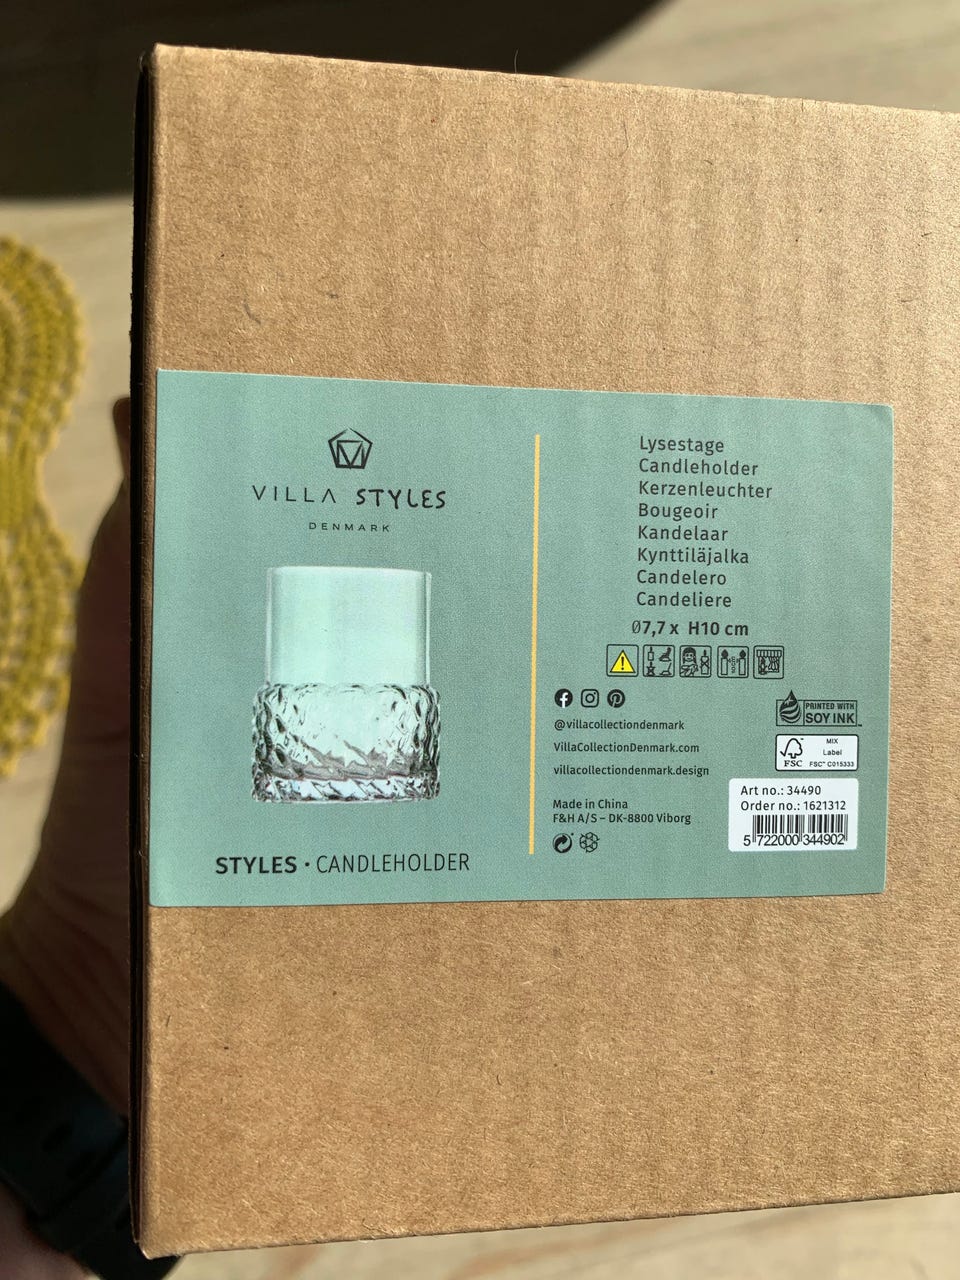 VILLA STYLES
DENMARK
STYLES · CANDLEHOLDER
Lysestage
Candleholder
Kerzenleuchter
Bougeoir
Kandelaar
Kynttiläjalka
Candelero
Candeliere
Ø7,7 x H10 cm
@villacollectiondenmark
VillaCollectionDenmark.com
villacollectiondenmark.design
Made in China
F&H A/S – DK-8800 Viborg
PRINTED WITH
SOY INK™
FSC
MIX
Label
FSC™ C015333
Art no.: 34490
Order no.: 1621312
5 722000 344902